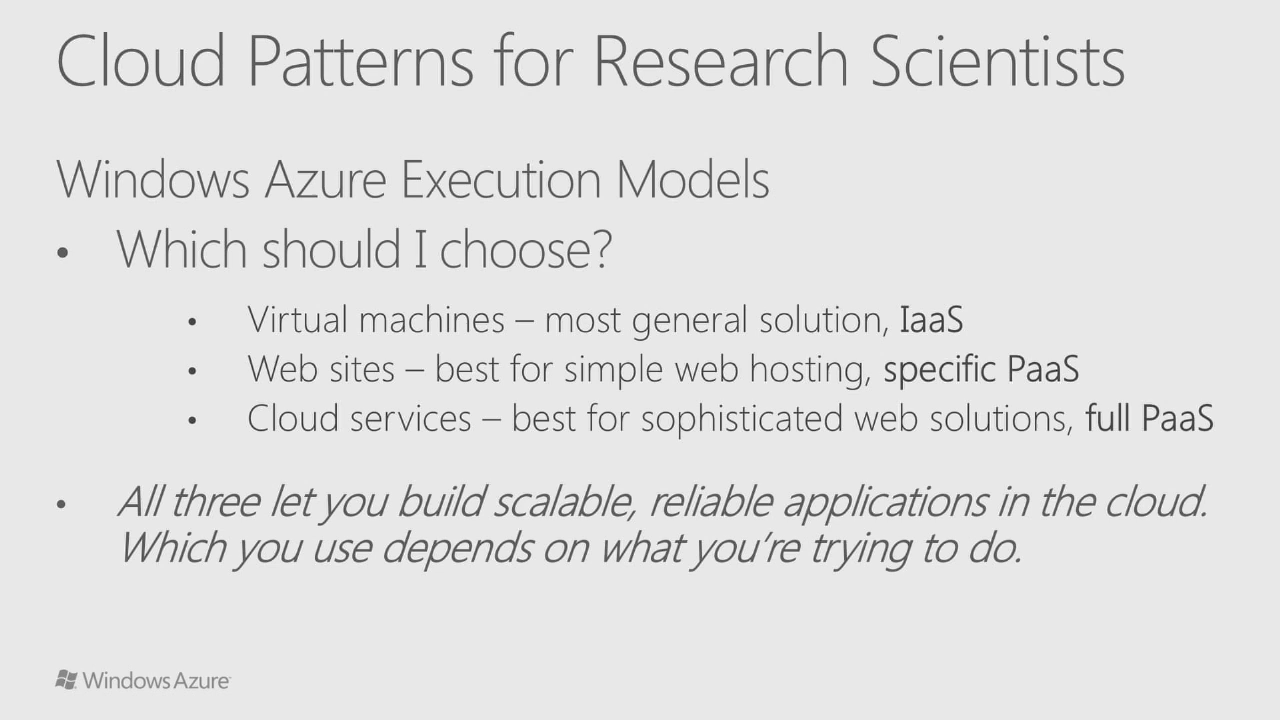 Cloud Patterns for Research Scientists
Windows Azure Execution Models
• Which should I choose?
• Virtual machines – most general solution, IaaS
• Web sites – best for simple web hosting, specific PaaS
• Cloud services – best for sophisticated web solutions, full PaaS
• All three let you build scalable, reliable applications in the cloud.
Which you use depends on what you’re trying to do.
Windows Azure